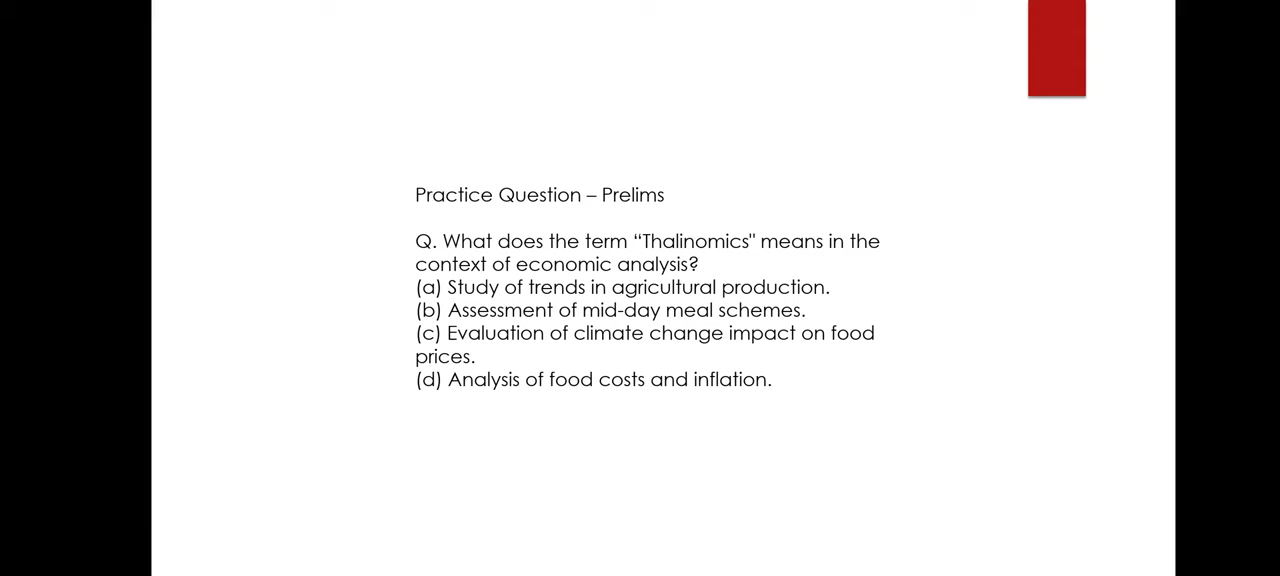 Practice Question – Prelims
Q. What does the term “Thalinomics" means in the
context of economic analysis?
(a) Study of trends in agricultural production.
(b) Assessment of mid-day meal schemes.
(c) Evaluation of climate change impact on food
prices.
(d) Analysis of food costs and inflation.